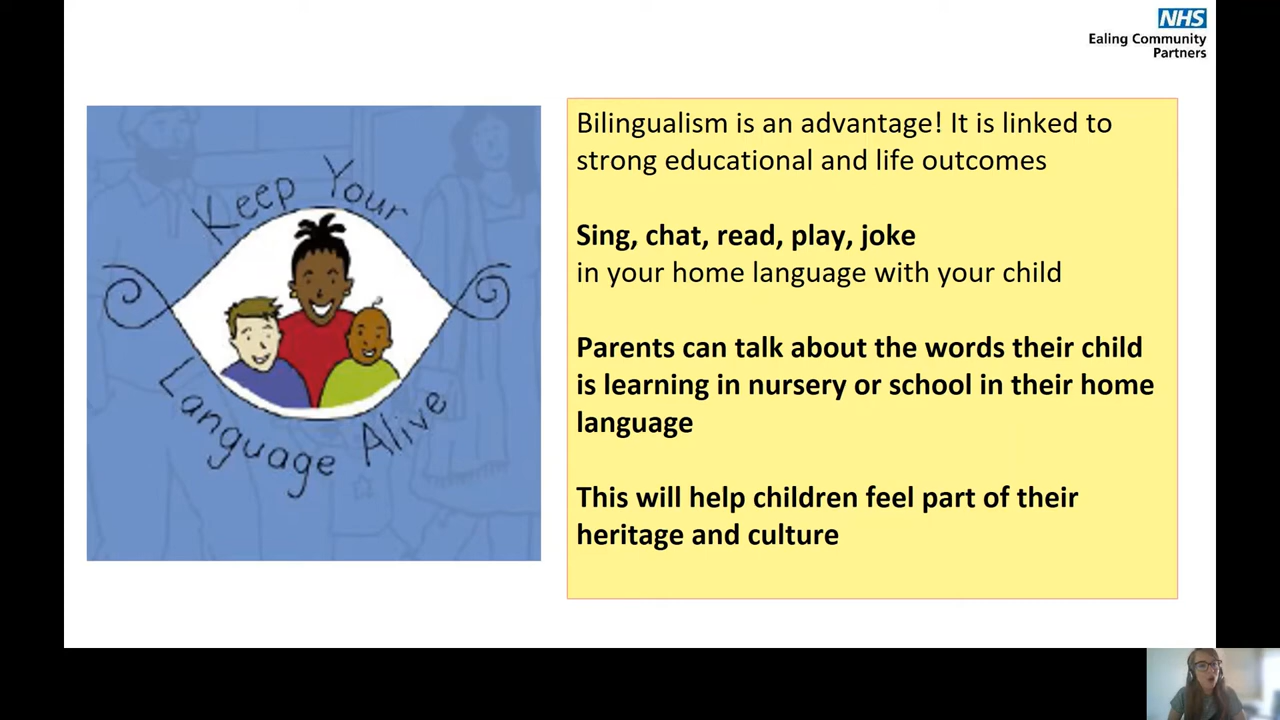 NHS
Ealing Community
Partners
Keep Your
Language Alive
Bilingualism is an advantage! It is linked to
strong educational and life outcomes
Sing, chat, read, play, joke
in your home language with your child
Parents can talk about the words their child
is learning in nursery or school in their home
language
This will help children feel part of their
heritage and culture